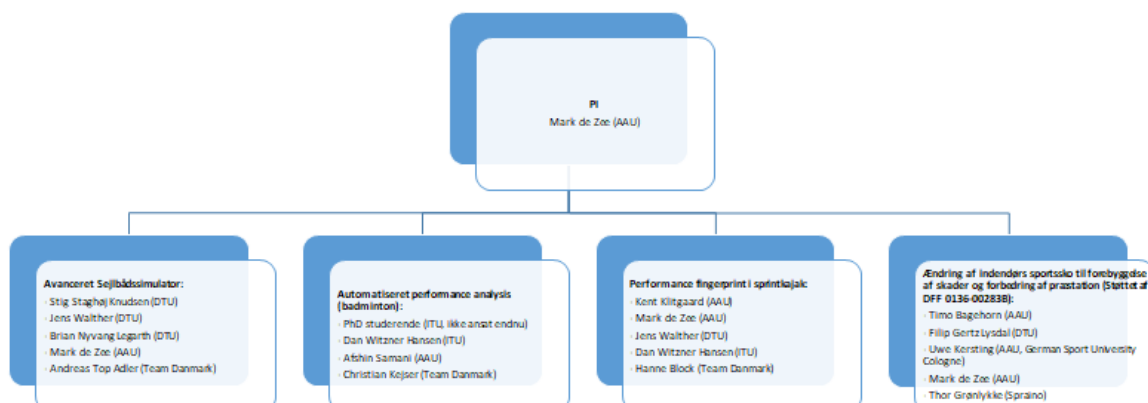 PI
Mark de Zee (AAU)
Avanceret Sejlbådssimulator:
· Stig Staghøj Knudsen (DTU)
· Jens Walther (DTU)
· Brian Nyvang Legarth (DTU)
· Mark de Zee (AAU)
· Andreas Top Adler (Team Danmark)
Automatiseret performance analysis
(badminton):
· PhD studerende (ITU, ikke ansat endnu)
· Dan Witzner Hansen (ITU)
· Afshin Samani (AAU)
· Christian Kejser (Team Danmark)
Performance fingerprint i sprintkajak:
· Kent Klitgaard (AAU)
· Mark de Zee (AAU)
· Jens Walther (DTU)
· Dan Witzner Hansen (ITU)
· Hanne Block (Team Danmark)
Ændring af indendørs sportssko til forebyggelse
af skader og forbedring af præstation (Støttet af
DFF 0136-00283B):
· Timo Bagehorn (AAU)
· Filip Gertz Lysdal (DTU)
· Uwe Kersting (AAU, German Sport University
Cologne)
· Mark de Zee (AAU)
· Thor Grønlykke (Spraino)